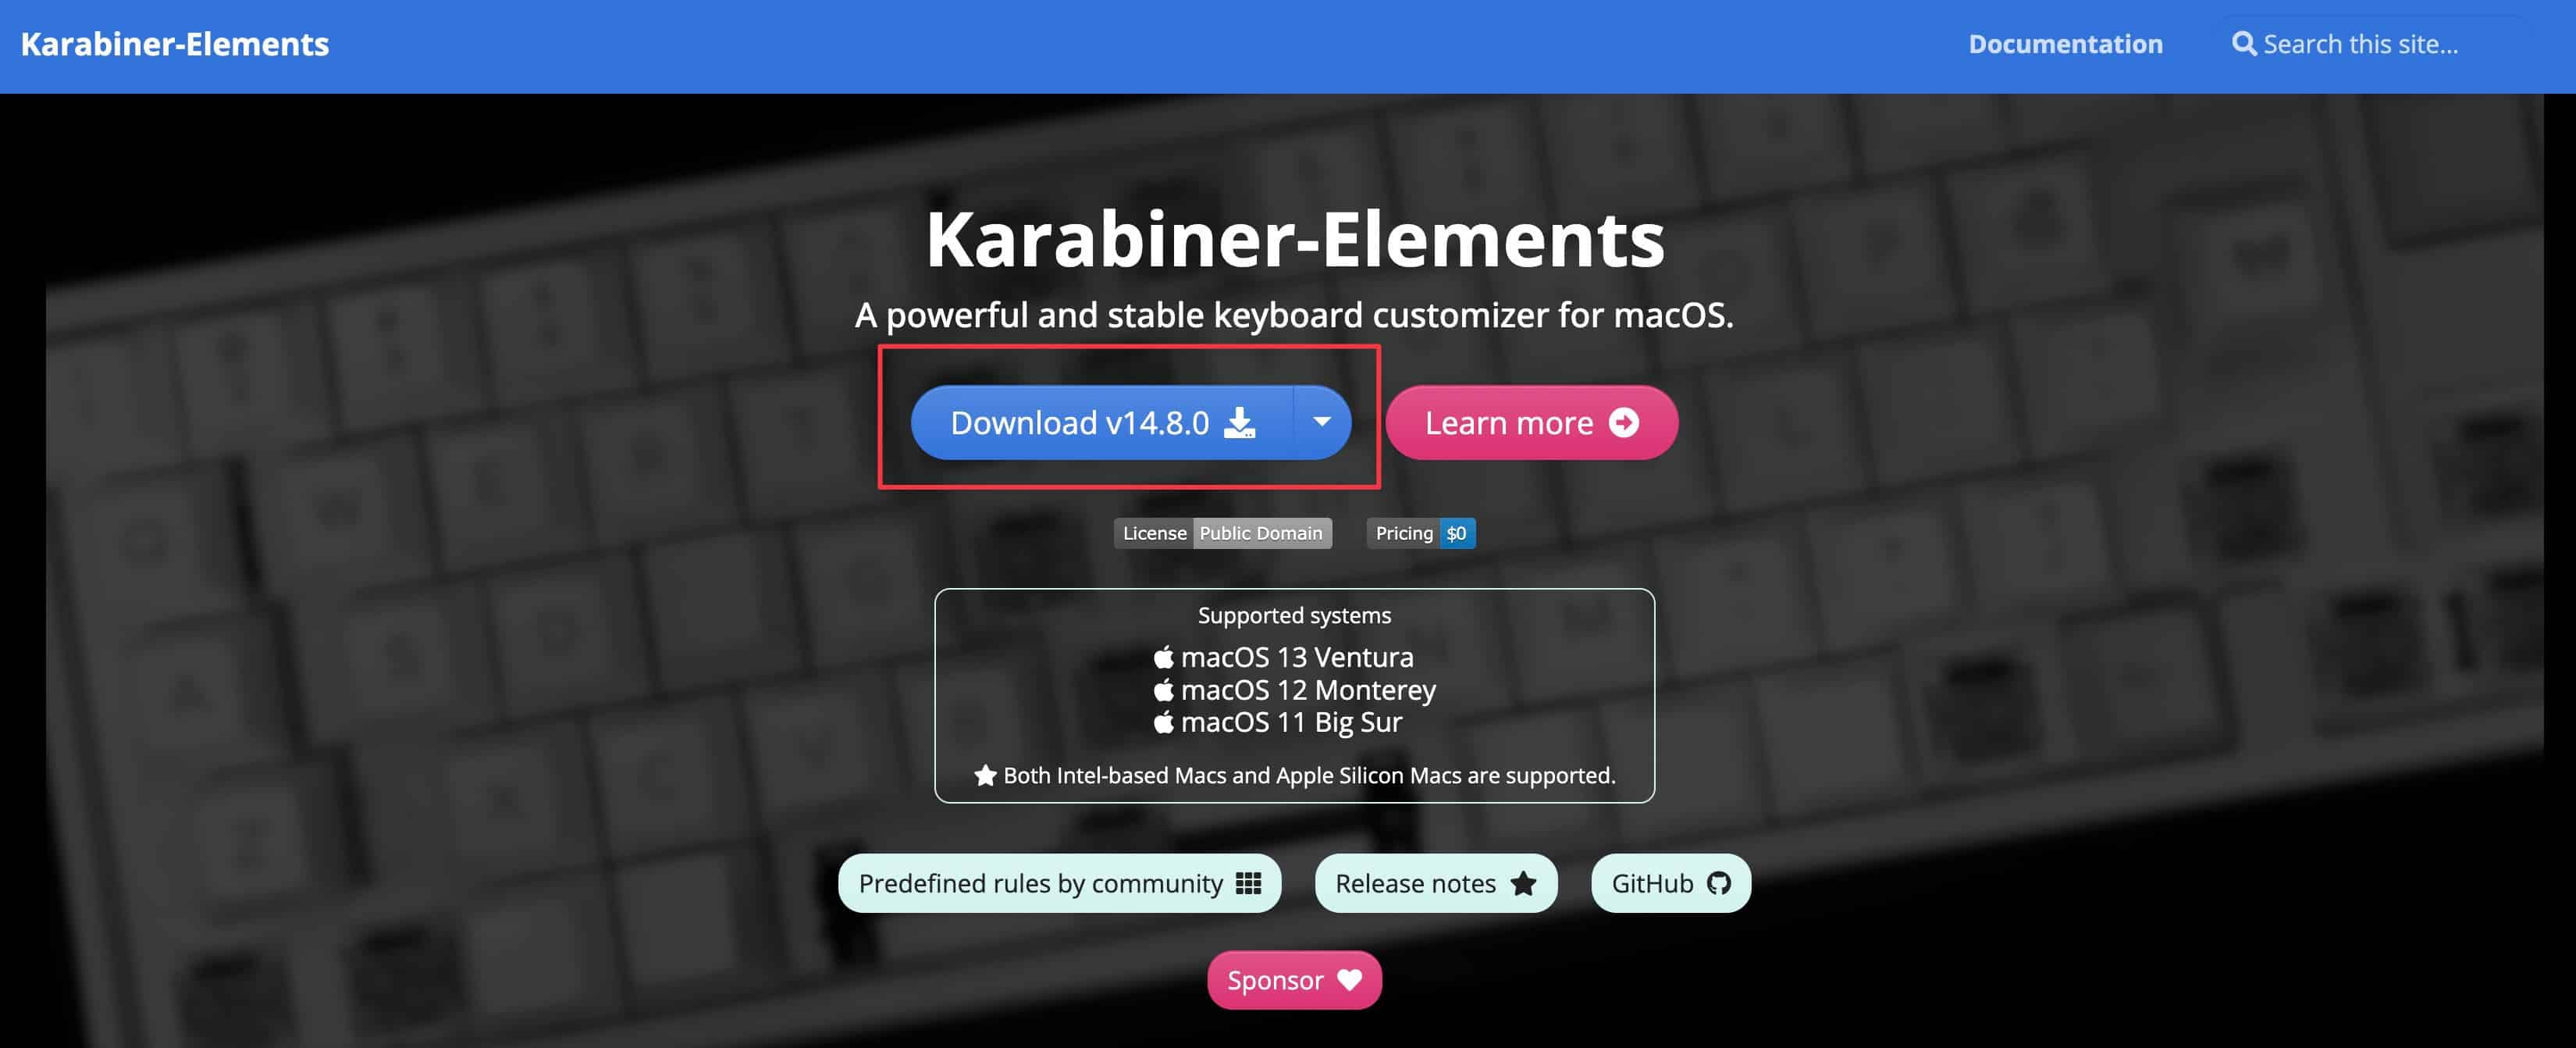 Karabiner-Elements
Documentation
Search this site...
Karabiner-Elements
A powerful and stable keyboard customizer for macOS.
Download v14.8.0
Learn more
License Public Domain
Pricing $0
Supported systems
macOS 13 Ventura
macOS 12 Monterey
macOS 11 Big Sur
Both Intel-based Macs and Apple Silicon Macs are supported.
Predefined rules by community
Release notes
GitHub
Sponsor